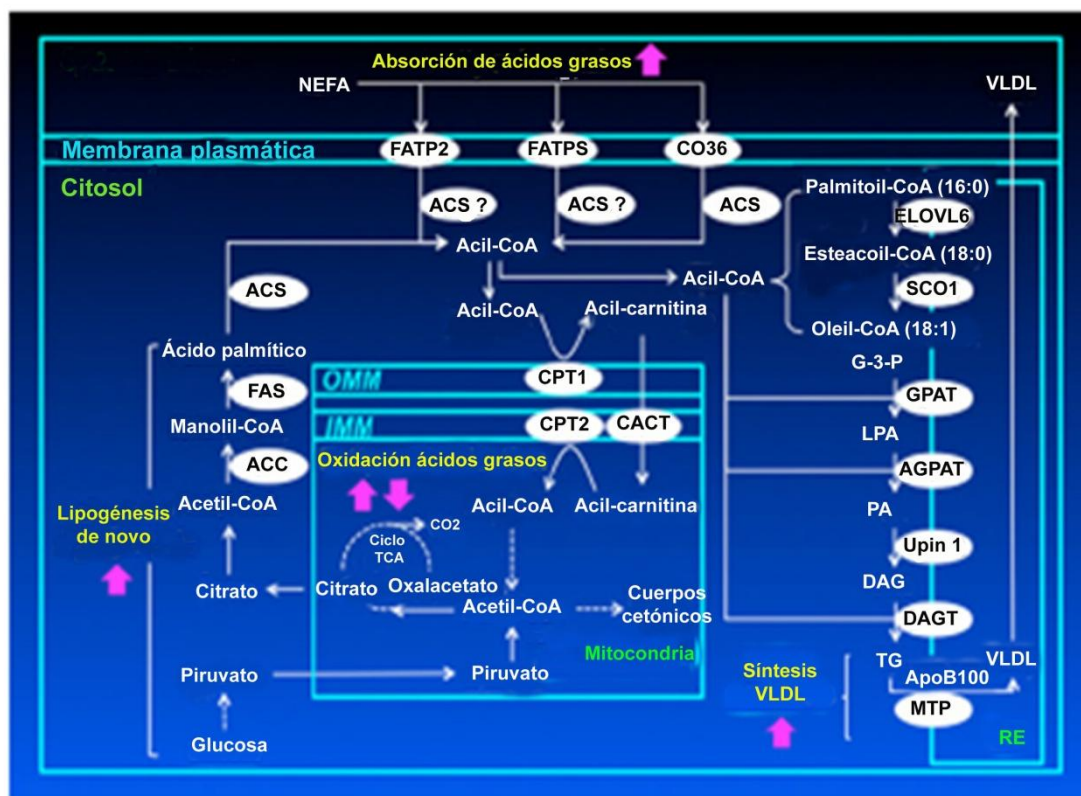 Absorción de ácidos grasos
NEFA
VLDL
Membrana plasmática
FATP2
FATPS
CO36
Citosol
ACS ?
ACS ?
ACS
Palmitoil-CoA (16:0)
ELOVL6
Acil-CoA
Esteacoil-CoA (18:0)
Acil-CoA
ACS
SCO1
Acil-CoA
Acil-carnitina
Oleil-CoA (18:1)
Ácido palmítico
G-3-P
OMM
CPT1
FAS
GPAT
Manolil-CoA
IMM
CPT2
CACT
LPA
ACC
Oxidación ácidos grasos
AGPAT
Acetil-CoA
Acil-CoA
Acil-carnitina
PA
Lipogénesis
de novo
CO2
Ciclo
TCA
Upin 1
Citrato
Citrato
Oxalacetato
DAG
Acetil-CoA
Cuerpos
cetónicos
DAGT
Mitocondria
Piruvato
Piruvato
Síntesis
VLDL
TG
ApoB100
VLDL
MTP
Glucosa
RE